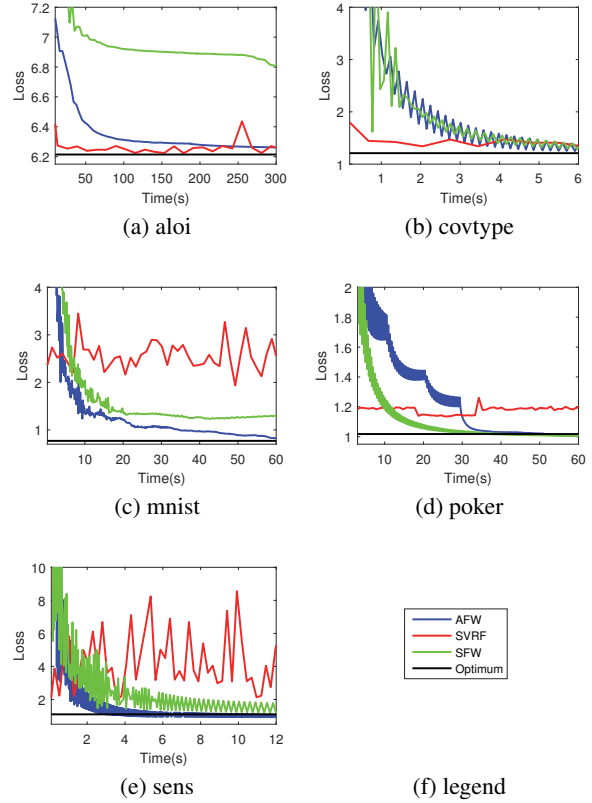 7.2
7
6.8
6.6
6.4
6.2
Loss
50 100 150 200 250 300
Time(s)
(a) aloi
4
3
2
1
Loss
1 2 3 4 5 6
Time(s)
(b) covtype
4
3
2
1
Loss
10 20 30 40 50 60
Time(s)
(c) mnist
2
1.8
1.6
1.4
1.2
1
Loss
10 20 30 40 50 60
Time(s)
(d) poker
10
8
6
4
2
Loss
2 4 6 8 10 12
Time(s)
(e) sens
AFW
SVRF
SFW
Optimum
(f) legend